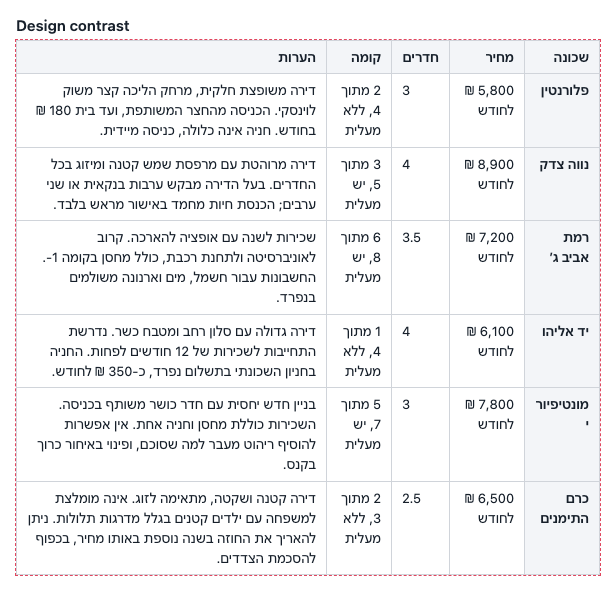 Design contrast
שכונה מחיר חדרים קומה הערות
פלורנטין
5,800 ₪
לחודש
3
2 מתוך
4, ללא
מעלית
דירה משופצת חלקית, מרחק הליכה קצר משוק
לוינסקי. הכניסה מהחצר המשותפת, ועד בית 180 ₪
בחודש. חניה אינה כלולה, כניסה מיידית.
נווה צדק
8,900 ₪
לחודש
4
3 מתוך
5, יש
מעלית
דירה מרוהטת עם מרפסת שמש קטנה ומיזוג בכל
החדרים. בעל הדירה מבקש ערבות בנקאית או שני
ערבים; הכנסת חיות מחמד באישור מראש בלבד.
רמת
אביב ג׳
7,200 ₪
לחודש
3.5
6 מתוך
8, יש
מעלית
שכירות לשנה עם אופציה להארכה. קרוב
לאוניברסיטה ולתחנת רכבת, כולל מחסן בקומה 1-.
החשבונות עבור חשמל, מים וארנונה משולמים
בנפרד.
יד אליהו
6,100 ₪
לחודש
4
1 מתוך
4, ללא
מעלית
דירה גדולה עם סלון רחב ומטבח כשר. נדרשת
התחייבות לשכירות של 12 חודשים לפחות. החניה
בחניון השכונתי בתשלום נפרד, כ-350 ₪ לחודש.
מונטיפיור
י
7,800 ₪
לחודש
3
5 מתוך
7, יש
מעלית
בניין חדש יחסית עם חדר כושר משותף בכניסה.
השכירות כוללת מחסן וחניה אחת. אין אפשרות
להוסיף ריהוט מעבר למה שסוכם, ופינוי באיחור כרוך
בקנס.
כרם
התימנים
6,500 ₪
לחודש
2.5
2 מתוך
3, ללא
מעלית
דירה קטנה ושקטה, מתאימה לזוג. אינה מומלצת
למשפחה עם ילדים קטנים בגלל מדרגות תלולות. ניתן
להאריך את החוזה בשנה נוספת באותו מחיר, בכפוף
להסכמת הצדדים.